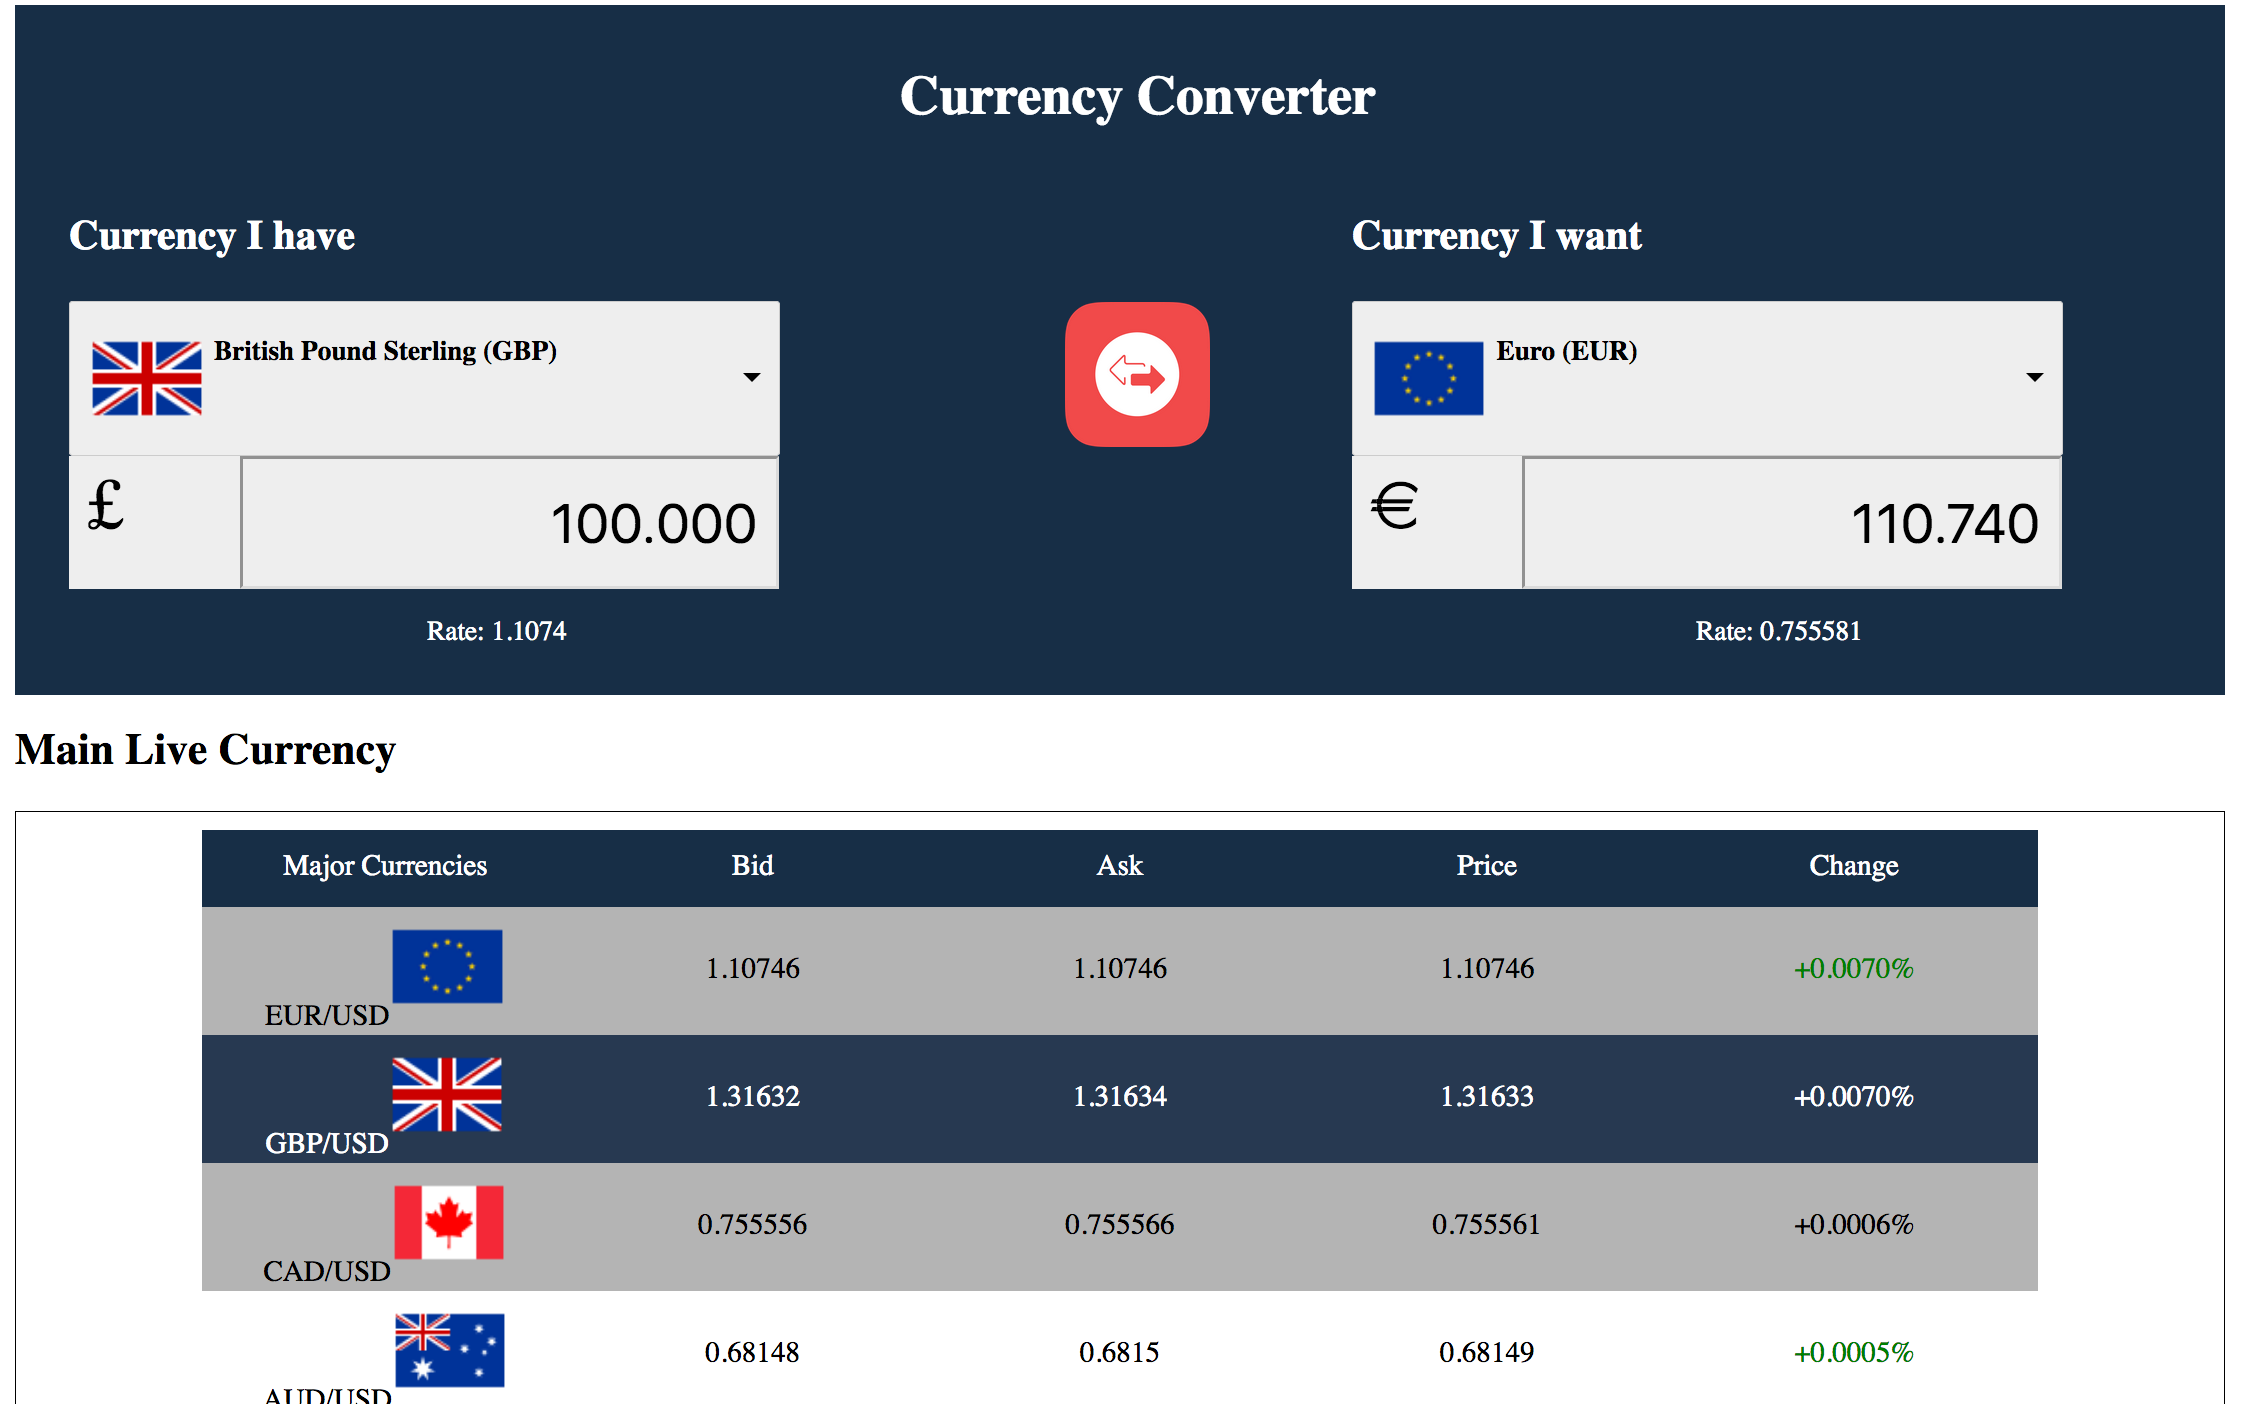 Currency Converter
Currency I have
Currency I want
British Pound Sterling (GBP)
Euro (EUR)
£ 100.000
€ 110.740
Rate: 1.1074
Rate: 0.755581
Main Live Currency
Major Currencies Bid Ask Price Change
EUR/USD 1.10746 1.10746 1.10746 +0.0070%
GBP/USD 1.31632 1.31634 1.31633 +0.0070%
CAD/USD 0.755556 0.755566 0.755561 +0.0006%
AUD/USD 0.68148 0.6815 0.68149 +0.0005%